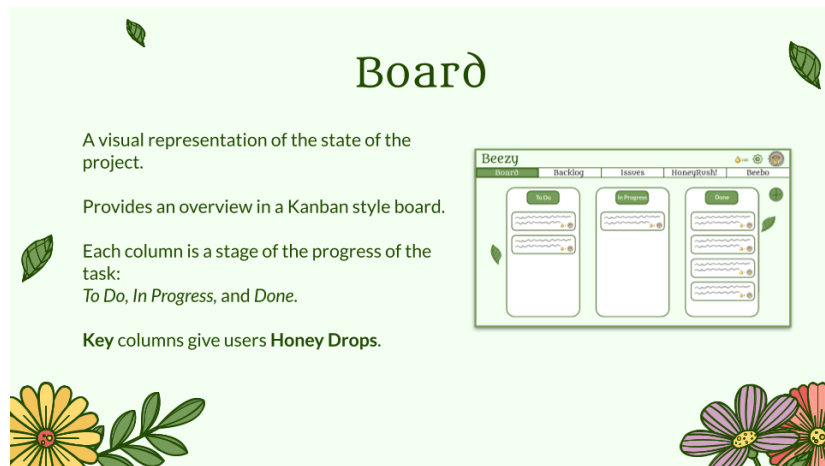 Board
A visual representation of the state of the
project.
Provides an overview in a Kanban style board.
Each column is a stage of the progress of the
task:
To Do, In Progress, and Done.
Key columns give users Honey Drops.
Beezy
Board Backlog Issues HoneyRush! Beebo
To Do In Progress Done